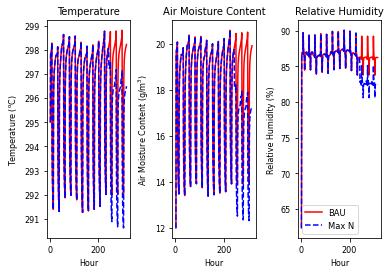 Temperature
Air Moisture Content
Relative Humidity
Temperature (℃)
299
298
297
296
295
294
293
292
291
0
200
Hour
Air Moisture Content (g/m³)
20
18
16
14
12
0
200
Hour
Relative Humidity (%)
90
85
80
75
70
65
0
200
Hour
BAU
Max N